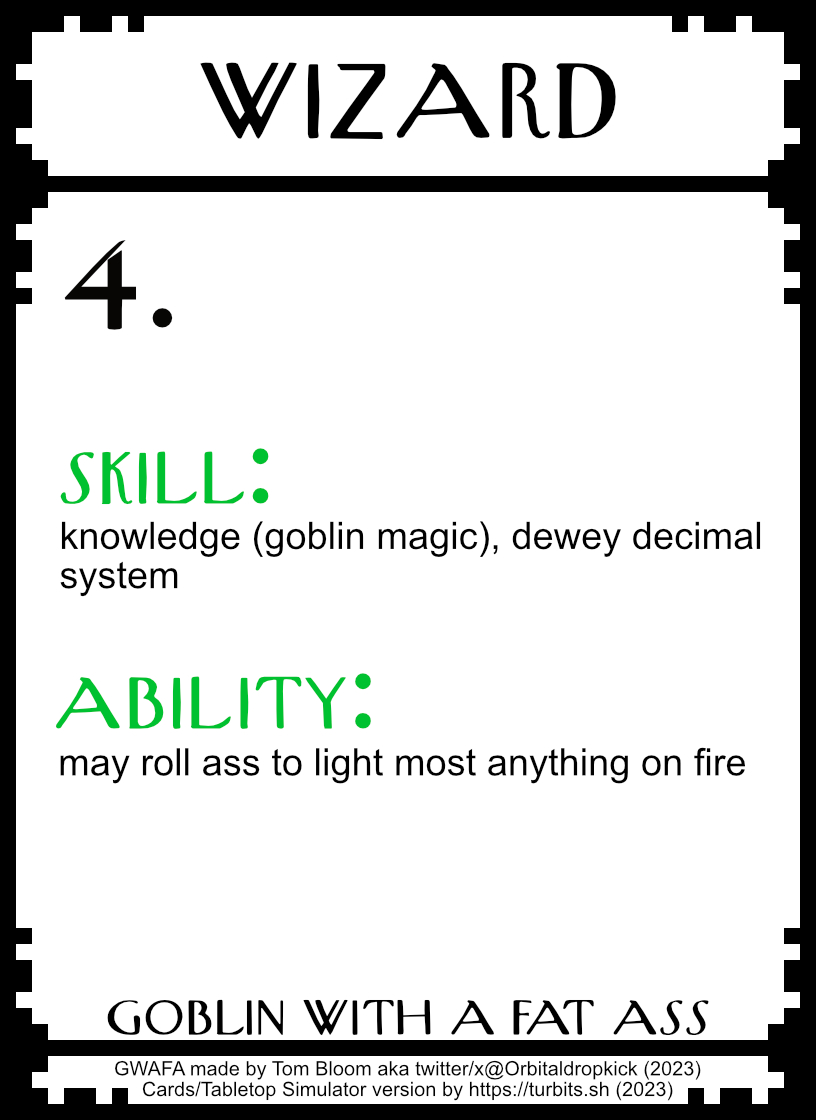 WIZARD
4.
SKILL:
knowledge (goblin magic), dewey decimal
system
ABILITY:
may roll ass to light most anything on fire
GOBLIN WITH A FAT ASS
GWAFA made by Tom Bloom aka twitter/x@Orbitaldropkick (2023)
Cards/Tabletop Simulator version by https://turbits.sh (2023)